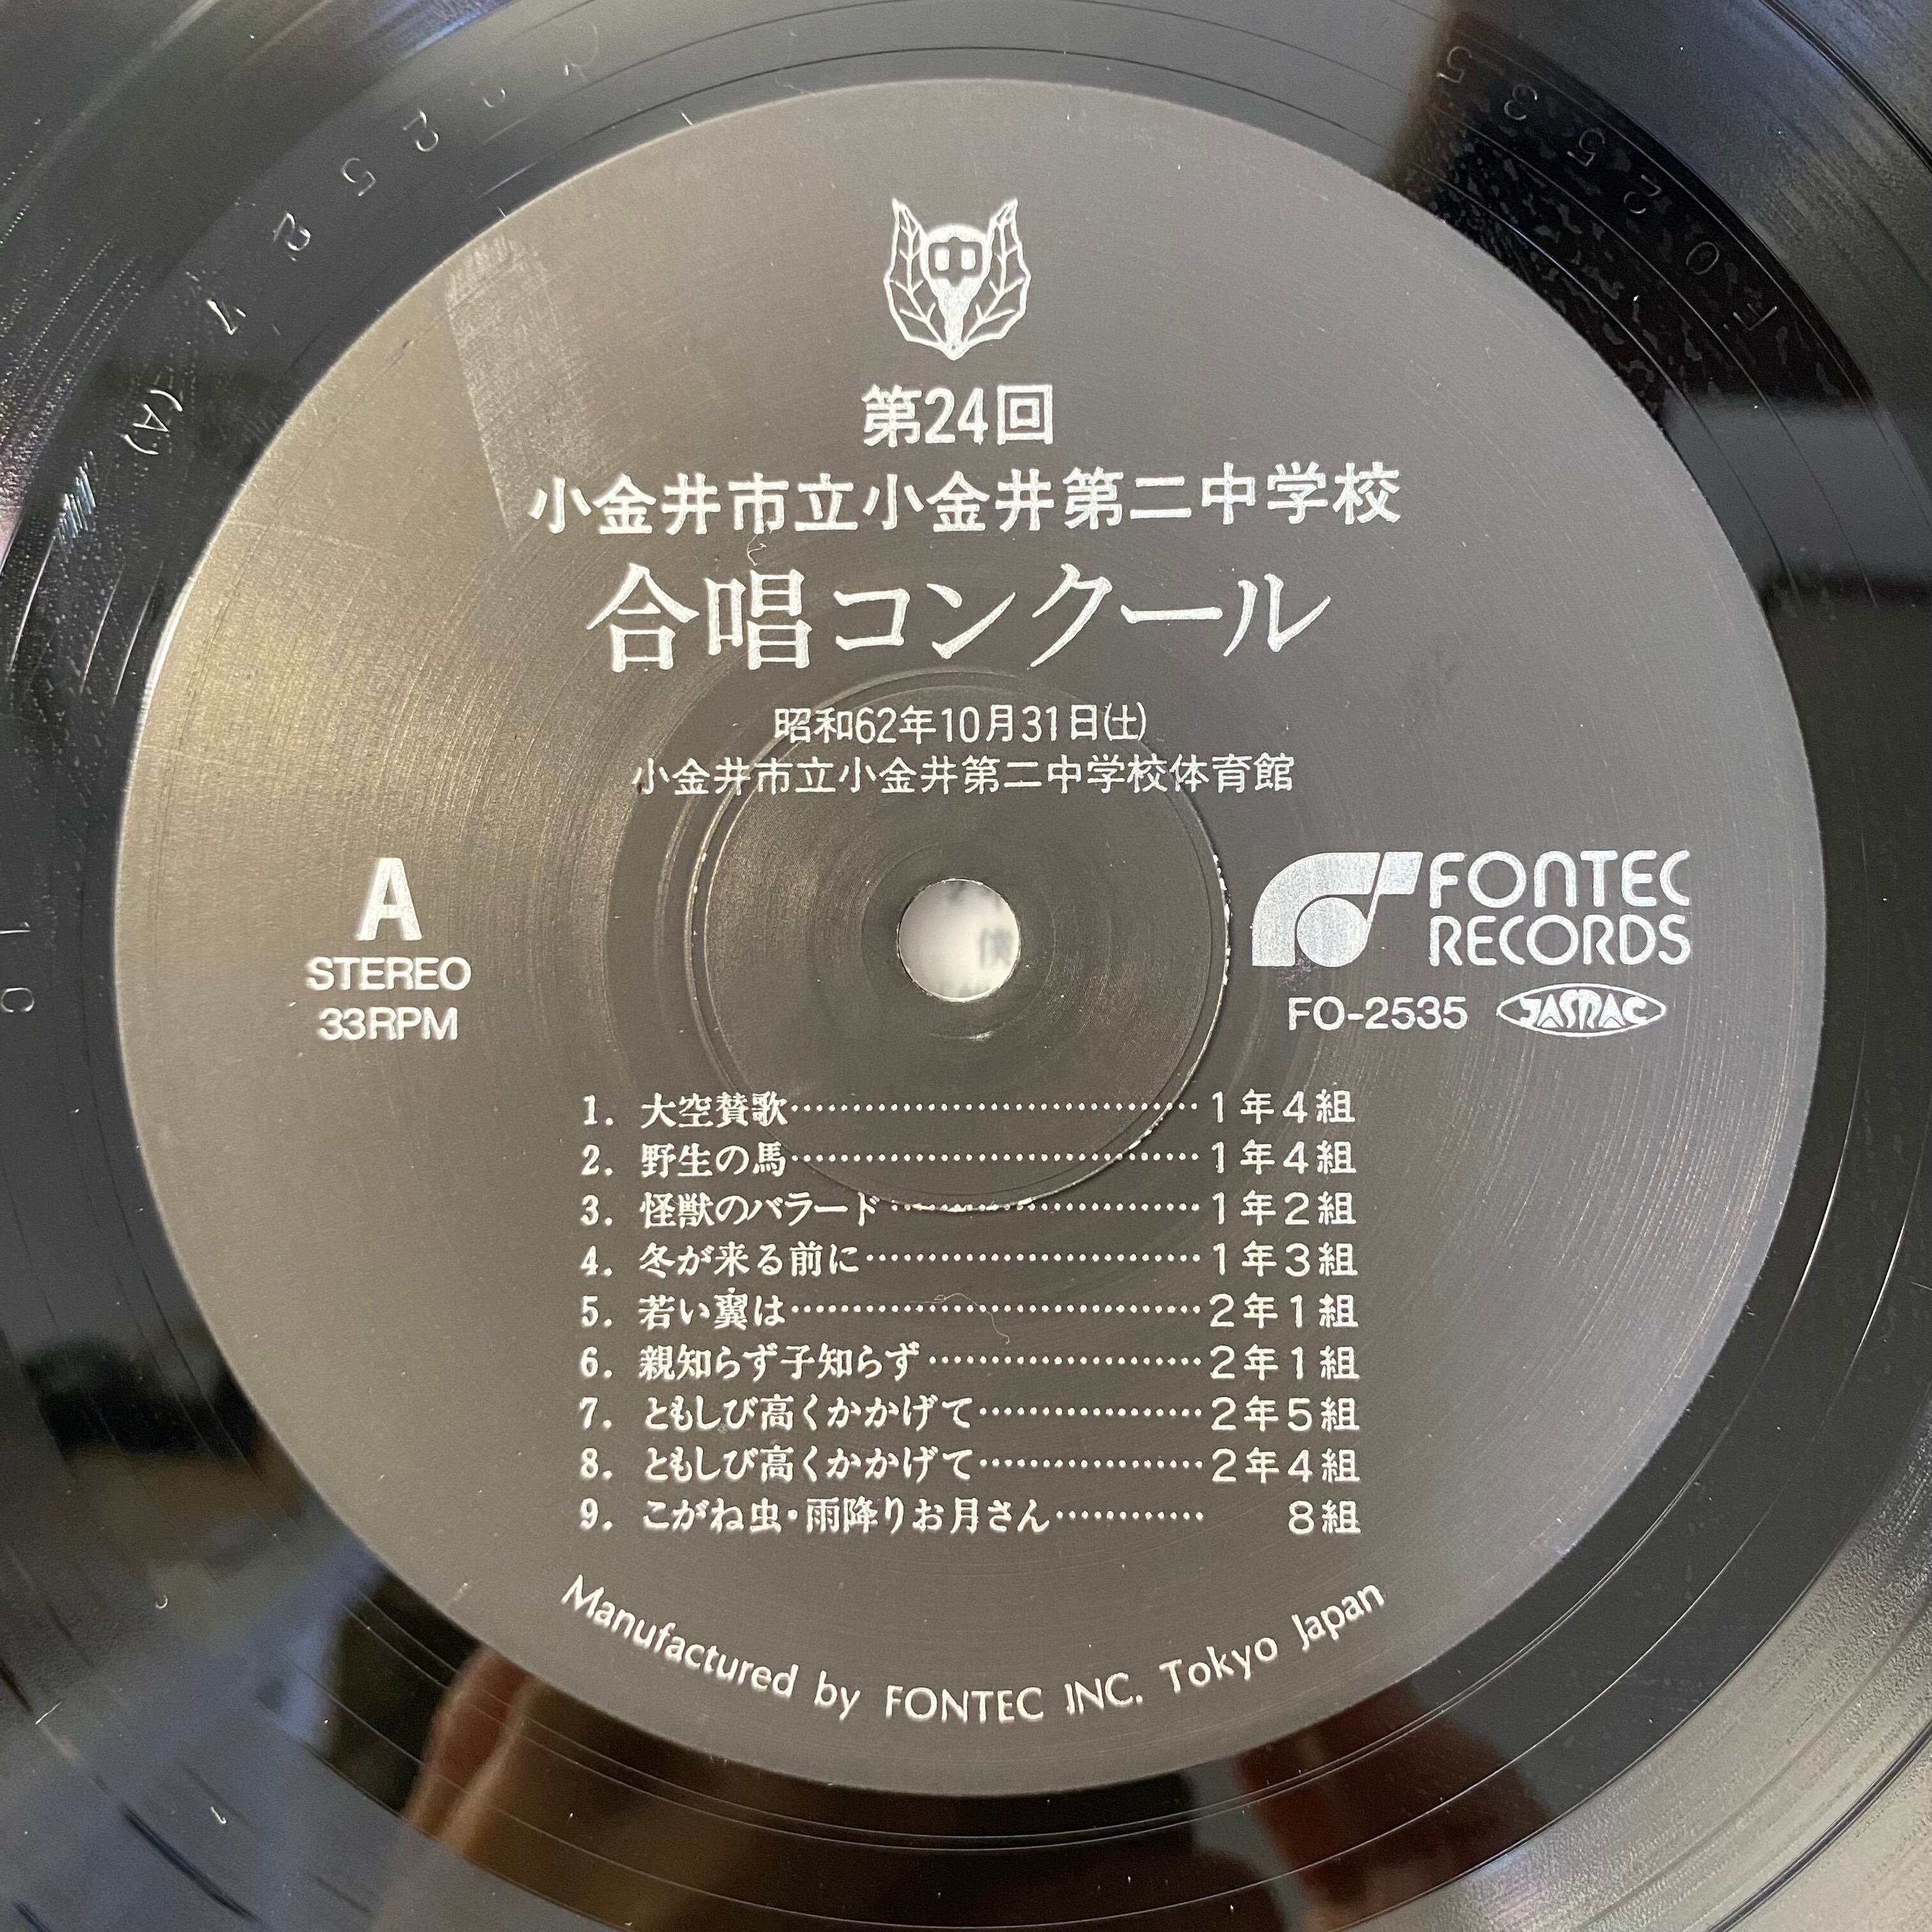 中
第24回
小金井市立小金井第二中学校
合唱コンクール
昭和62年10月31日㈯
小金井市立小金井第二中学校体育館
A
STEREO
33RPM
FONTEC
RECORDS
FO-2535 JASRAC
1. 大空賛歌……………………………1年4組
2. 野生の馬……………………………1年4組
3. 怪獣のバラード……………………1年2組
4. 冬が来る前に………………………1年3組
5. 若い翼は……………………………2年1組
6. 親知らず子知らず…………………2年1組
7. ともしび高くかかげて……………2年5組
8. ともしび高くかかげて……………2年4組
9. こがね虫・雨降りお月さん………… 8組
Manufactured by FONTEC INC. Tokyo Japan
FO2535
2527 (A)